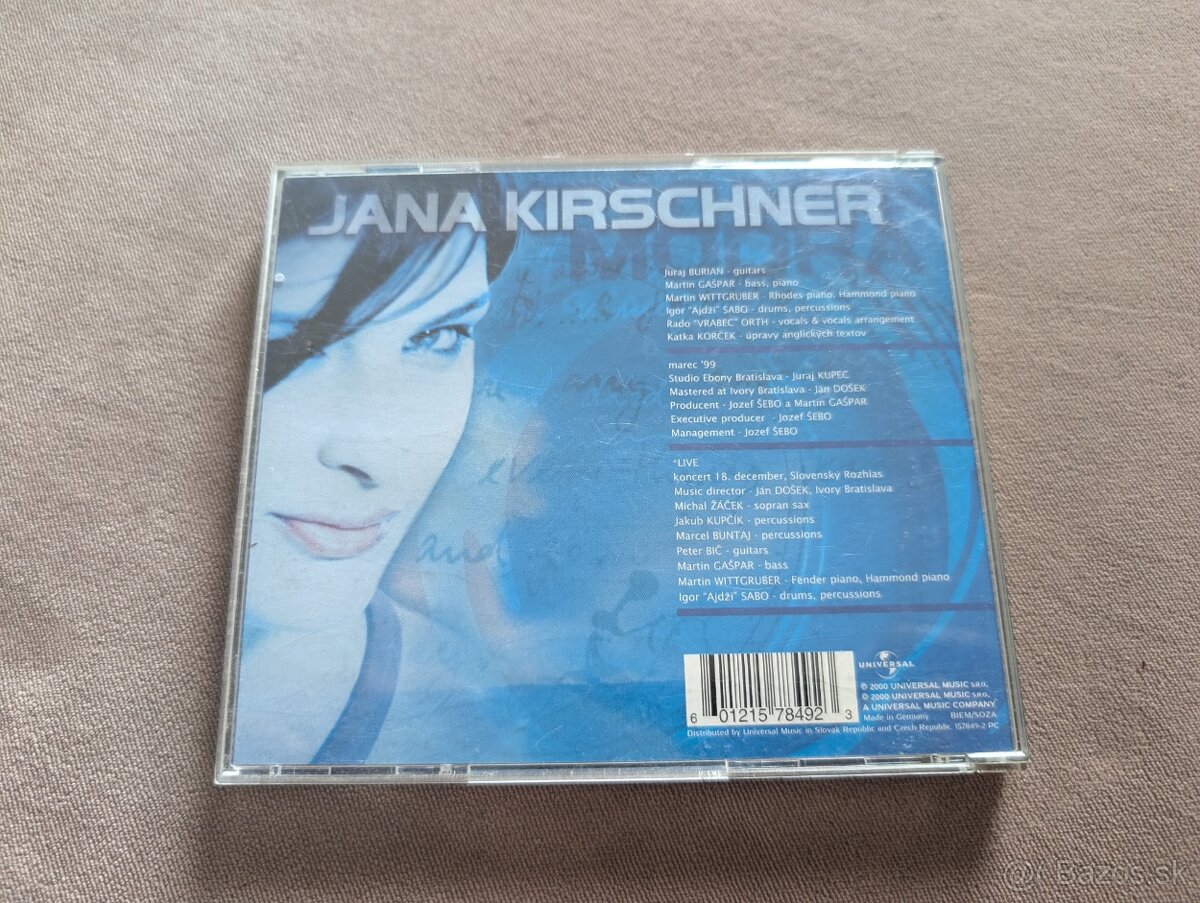 JANA KIRSCHNER
MODRÁ
Juraj BURIAN - guitars
Martin GAŠPAR - bass, piano
Martin WITTGRUBER - Rhodes piano, Hammond piano
Igor "Ajdži" SABO - drums, percussions
Rado "VRABEC" ORTH - vocals & vocals arrangement
Katka KORČEK - úpravy anglických textov
marec '99
Studio Ebony Bratislava - Juraj KUPEC
Mastered at Ivory Bratislava - Ján DOŠEK
Producent - Jozef ŠEBO a Martin GAŠPAR
Executive producer - Jozef ŠEBO
Management - Jozef ŠEBO
*LIVE
koncert 18. december, Slovenský Rozhlas
Music director - Ján DOŠEK, Ivory Bratislava
Michal ŽÁČEK - sopran sax
Jakub KUPČÍK - percussions
Marcel BUNTAJ - percussions
Peter BIČ - guitars
Martin GAŠPAR - bass
Martin WITTGRUBER - Fender piano, Hammond piano
Igor "Ajdži" SABO - drums, percussions
UNIVERSAL
℗ 2000 UNIVERSAL MUSIC s.r.o.
© 2000 UNIVERSAL MUSIC s.r.o.
A UNIVERSAL MUSIC COMPANY
Made in Germany BIEM/SOZA
6 01215 78492 3
Distributed by Universal Music in Slovak Republic and Czech Republic 157849-2 PC
and
Bazos.sk